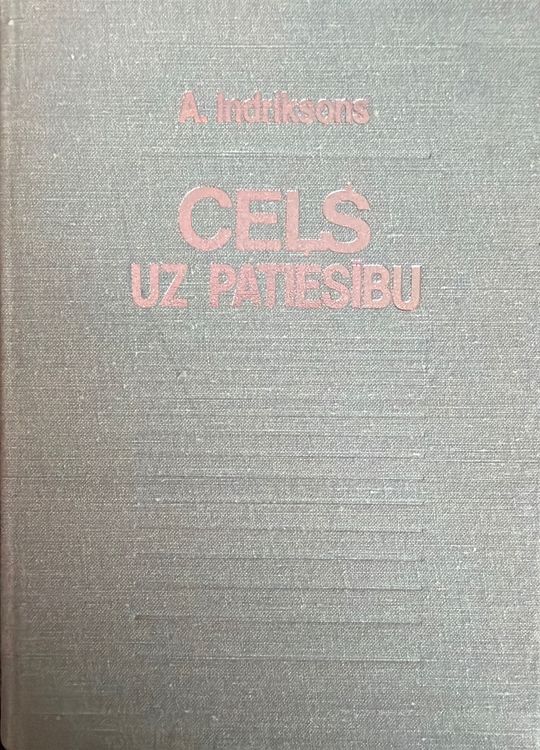 A. Indriksons
CEĻŠ
UZ PATIESĪBU